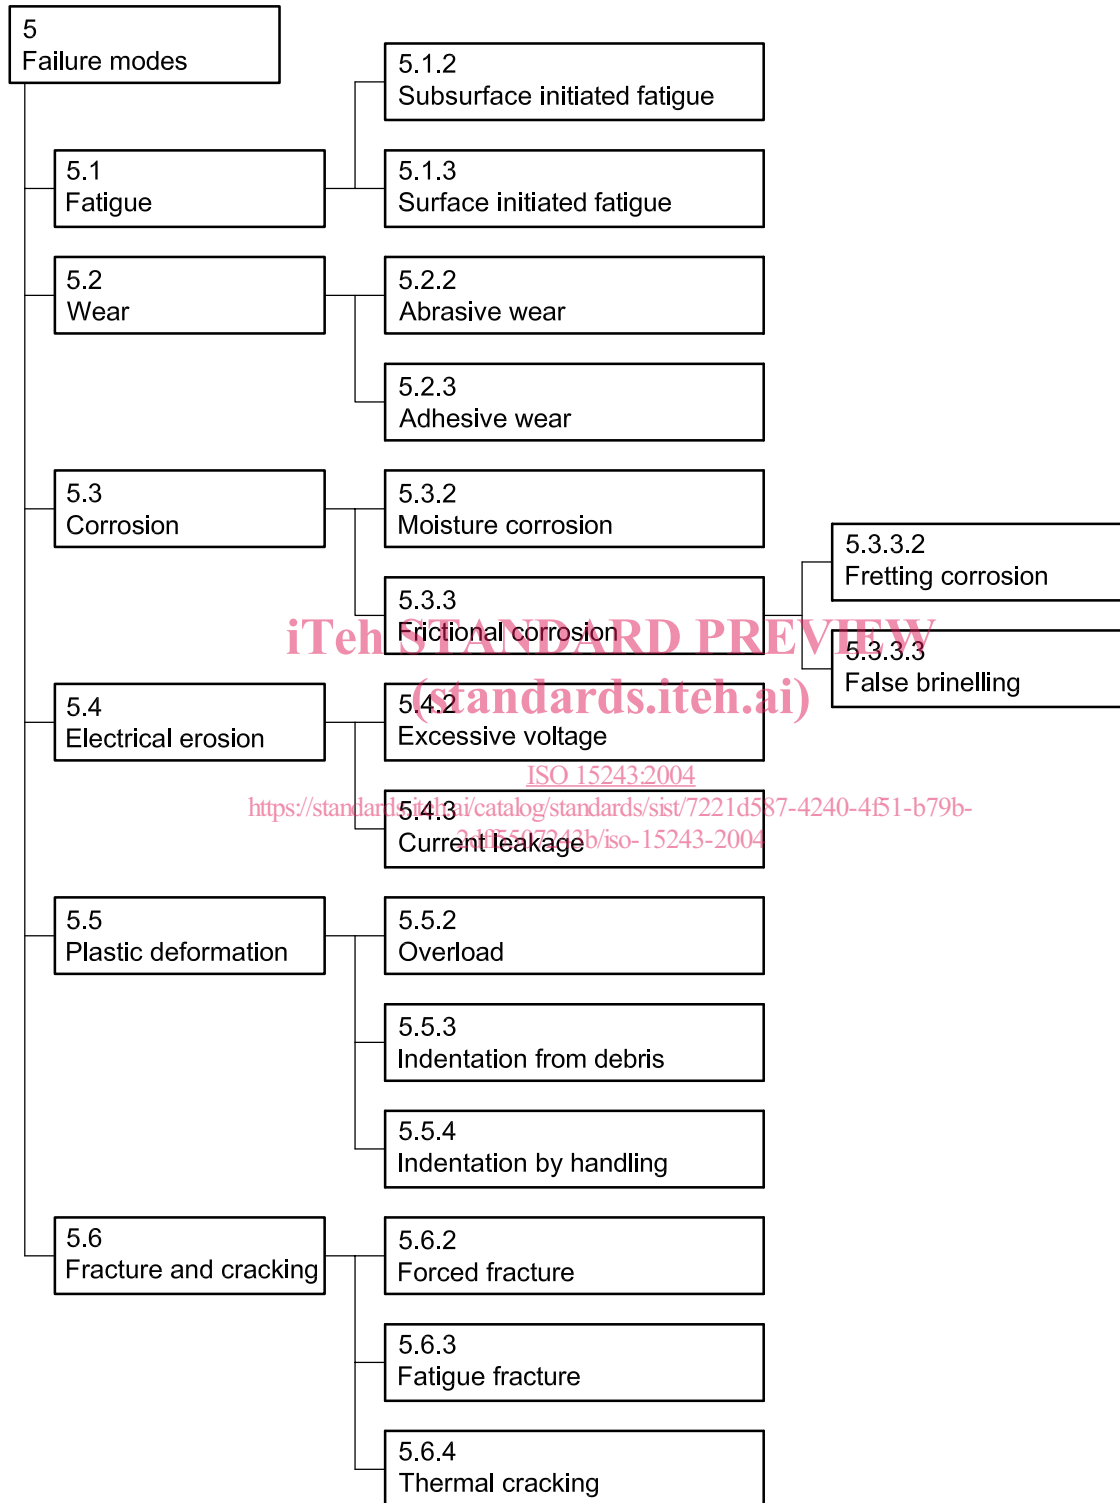 5
Failure modes
5.1.2
Subsurface initiated fatigue
5.1
Fatigue
5.1.3
Surface initiated fatigue
5.2
Wear
5.2.2
Abrasive wear
5.2.3
Adhesive wear
5.3
Corrosion
5.3.2
Moisture corrosion
5.3.3
Frictional corrosion
5.3.3.2
Fretting corrosion
5.3.3.3
False brinelling
iTeh STANDARD PREVIEW
(standards.iteh.ai)
5.4
Electrical erosion
5.4.2
Excessive voltage
ISO 15243:2004
https://standards.iteh.ai/catalog/standards/sist/7221d587-4240-4f51-b79b-
5.4.3
Current leakage
2dff5507243b/iso-15243-2004
5.5
Plastic deformation
5.5.2
Overload
5.5.3
Indentation from debris
5.5.4
Indentation by handling
5.6
Fracture and cracking
5.6.2
Forced fracture
5.6.3
Fatigue fracture
5.6.4
Thermal cracking